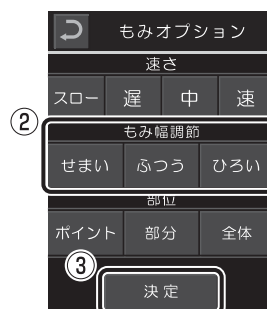 もみオプション
速さ
スロー 遅 中 速
②
もみ幅調節
せまい ふつう ひろい
部位
ポイント 部分 全体
③
決定